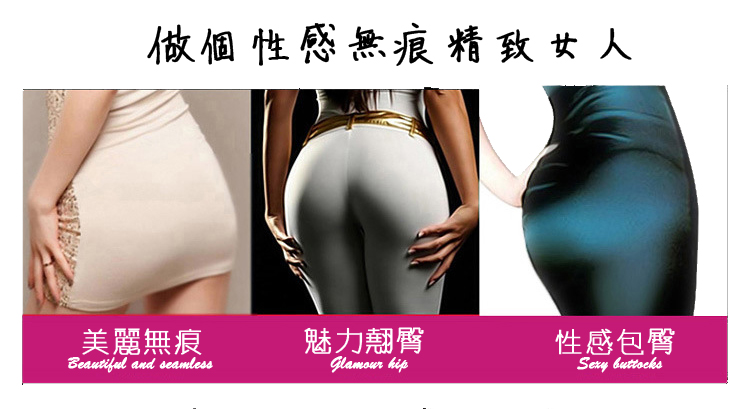 做個性感無痕精致女人
美麗無痕
Beautiful and seamless
魅力翹臀
Glamour hip
性感包臀
Sexy buttocks